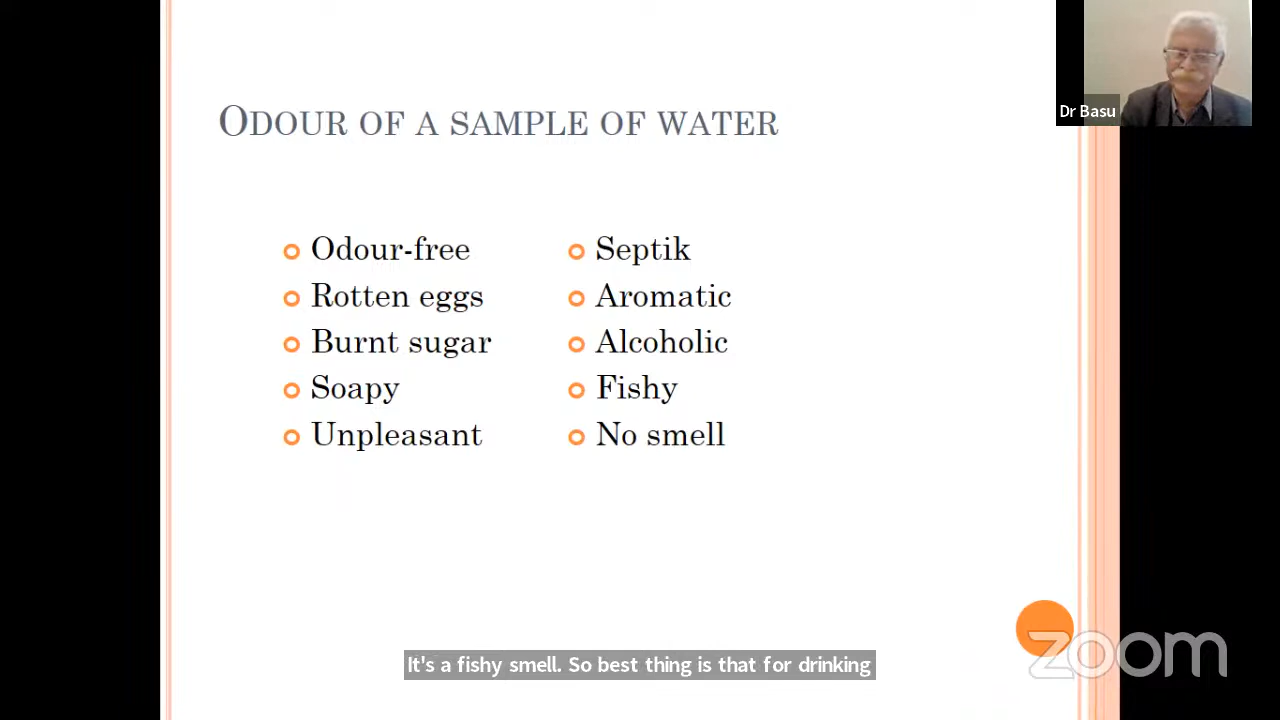 Dr Basu
ODOUR OF A SAMPLE OF WATER
Odour-free
Rotten eggs
Burnt sugar
Soapy
Unpleasant
Septik
Aromatic
Alcoholic
Fishy
No smell
It's a fishy smell. So best thing is that for drinking
zoom